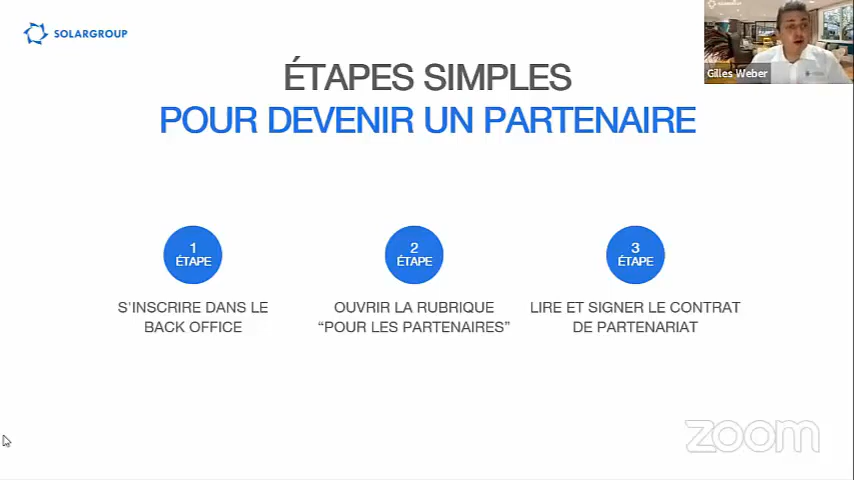 SOLARGROUP
Gilles Weber
ÉTAPES SIMPLES
POUR DEVENIR UN PARTENAIRE
1
ÉTAPE
S'INSCRIRE DANS LE
BACK OFFICE
2
ÉTAPE
OUVRIR LA RUBRIQUE
“POUR LES PARTENAIRES”
3
ÉTAPE
LIRE ET SIGNER LE CONTRAT
DE PARTENARIAT
zoom